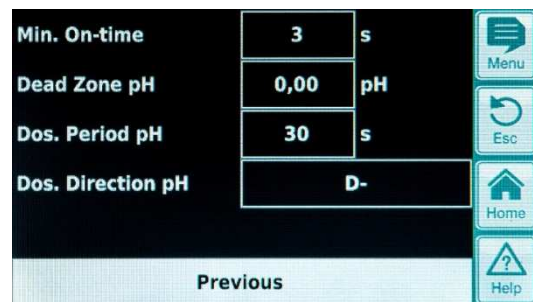 Min. On-time 3 s
Menu
Dead Zone pH 0,00 pH
Esc
Dos. Period pH 30 s
Dos. Direction pH D-
Home
Previous
Help